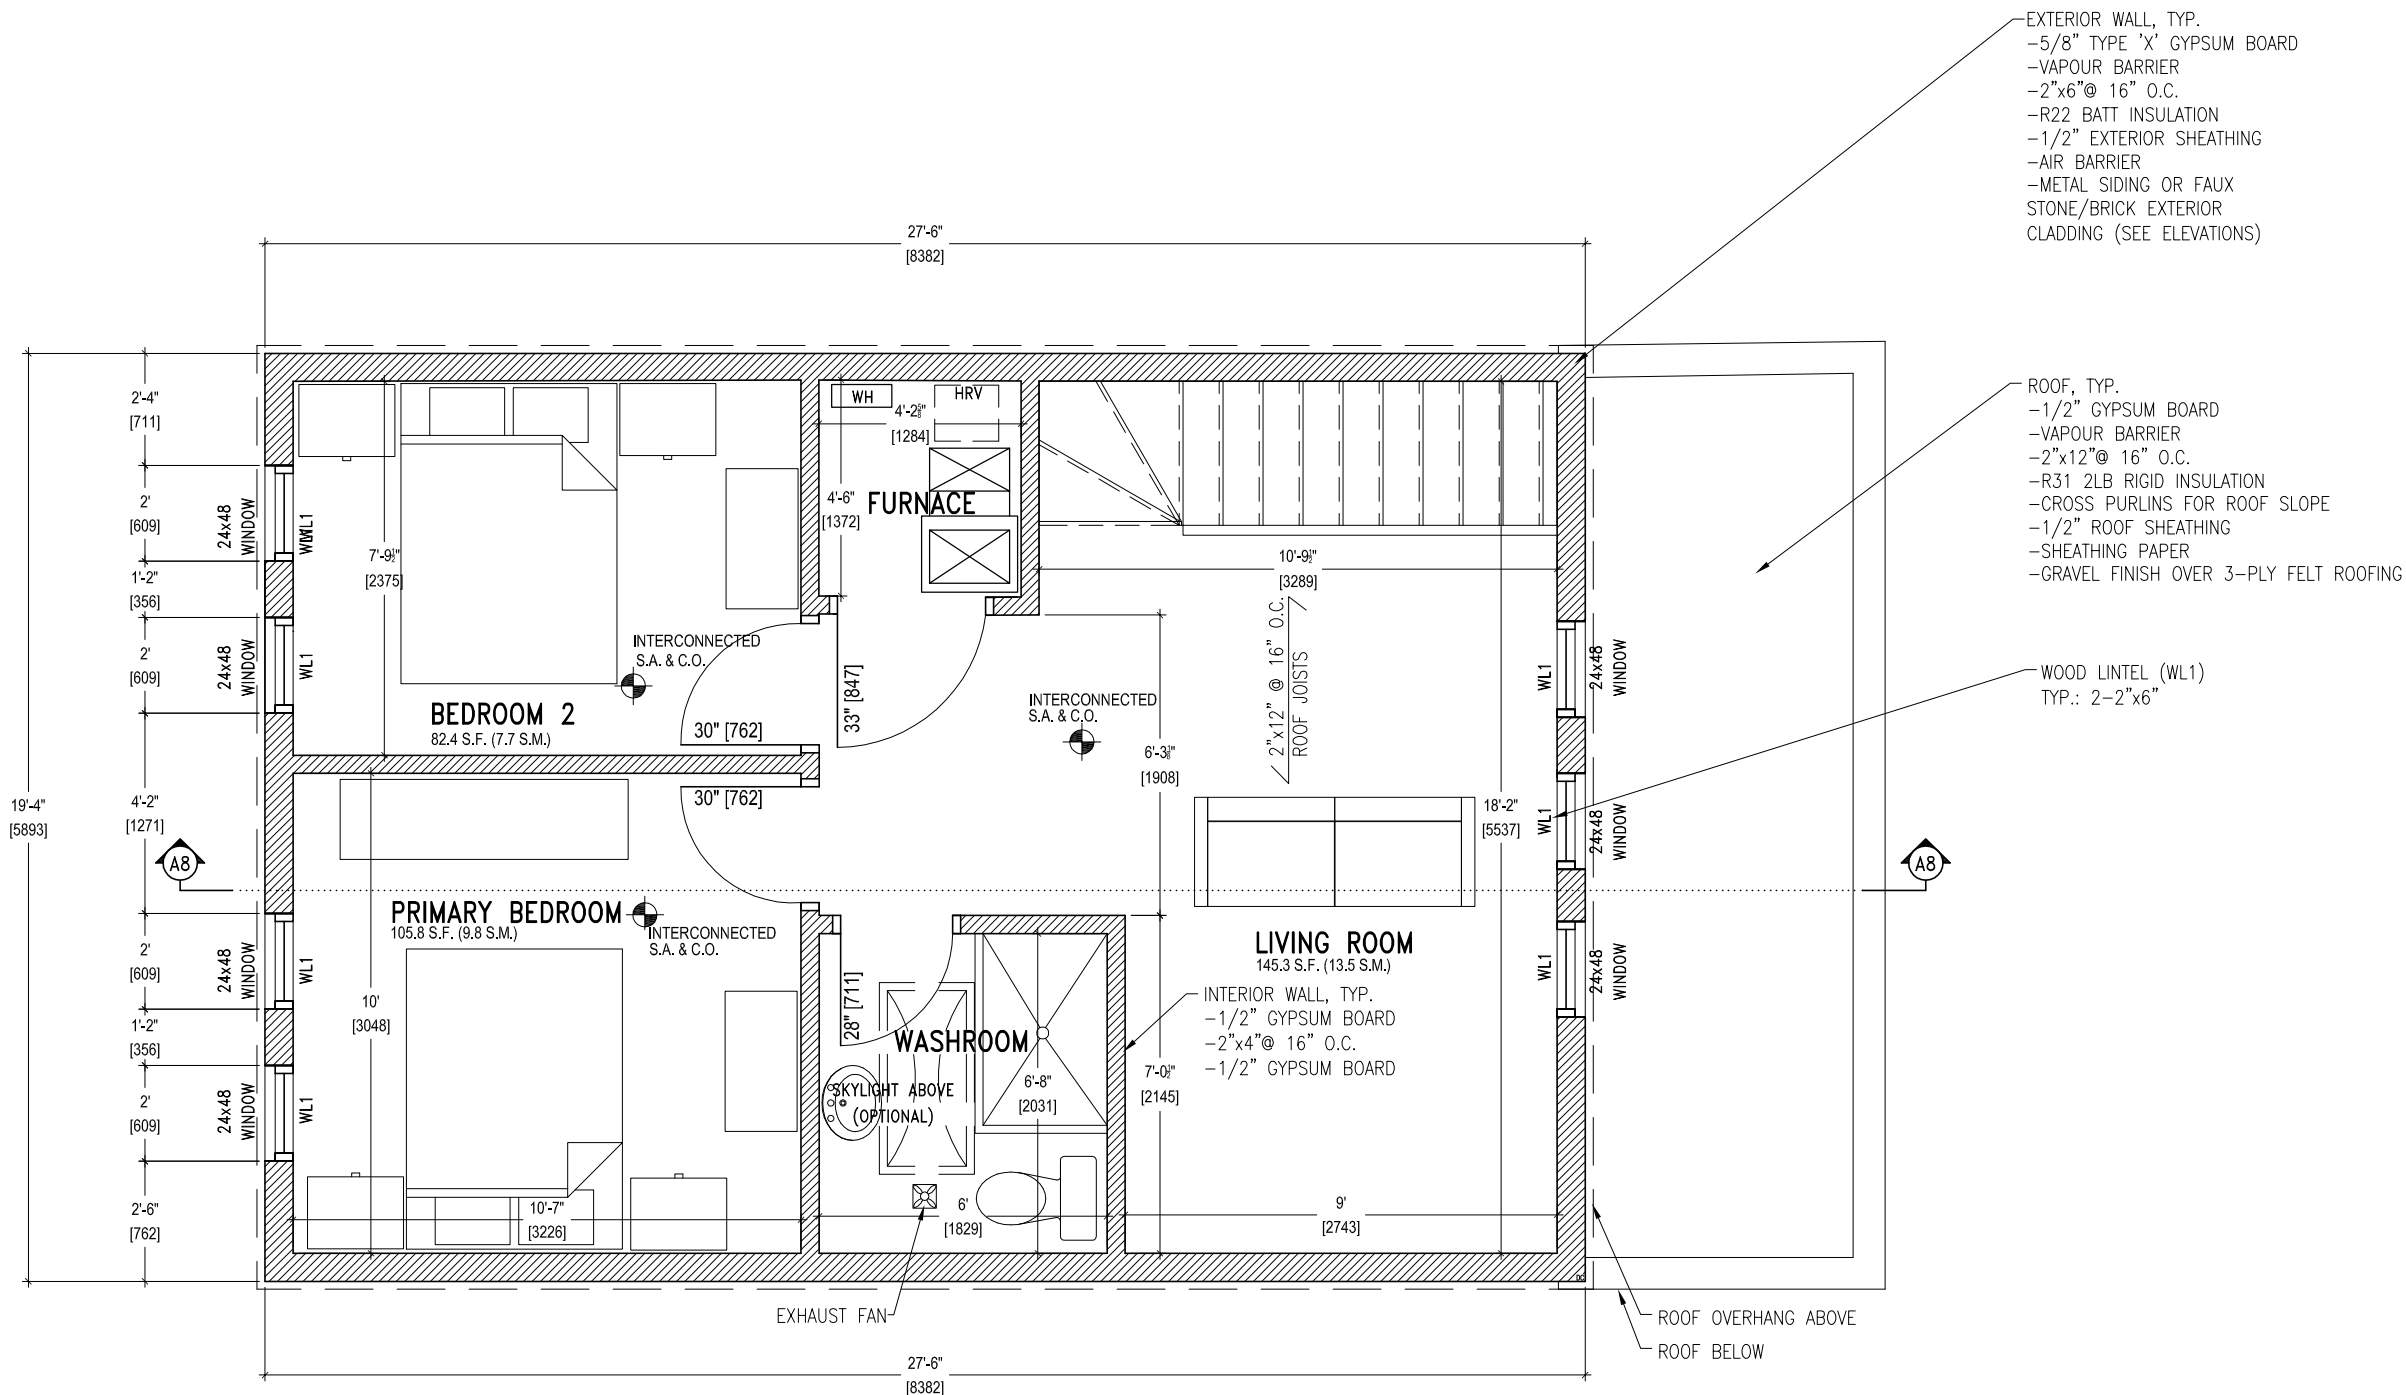 EXTERIOR WALL, TYP.
-5/8" TYPE 'X' GYPSUM BOARD
-VAPOUR BARRIER
-2"x6"@ 16" O.C.
-R22 BATT INSULATION
-1/2" EXTERIOR SHEATHING
-AIR BARRIER
-METAL SIDING OR FAUX
STONE/BRICK EXTERIOR
CLADDING (SEE ELEVATIONS)
27'-6"
[8382]
ROOF, TYP.
-1/2" GYPSUM BOARD
-VAPOUR BARRIER
-2"x12"@ 16" O.C.
-R31 2LB RIGID INSULATION
-CROSS PURLINS FOR ROOF SLOPE
-1/2" ROOF SHEATHING
-SHEATHING PAPER
-GRAVEL FINISH OVER 3-PLY FELT ROOFING
WOOD LINTEL (WL1)
TYP.: 2-2"x6"
19'-4"
[5893]
2'-4"
[711]
2'
[609]
1'-2"
[356]
2'
[609]
4'-2"
[1271]
2'
[609]
1'-2"
[356]
2'
[609]
2'-6"
[762]
24x48
WINDOW
WL1
WL1
24x48
WINDOW
WL1
24x48
WINDOW
WL1
24x48
WINDOW
WL1
A8
7'-9½"
[2375]
INTERCONNECTED
S.A. & C.O.
BEDROOM 2
82.4 S.F. (7.7 S.M.)
30" [762]
30" [762]
PRIMARY BEDROOM
105.8 S.F. (9.8 S.M.)
INTERCONNECTED
S.A. & C.O.
10'
[3048]
10'-7"
[3226]
WH
HRV
4'-2⅝"
[1284]
4'-6"
[1372]
FURNACE
33" [847]
INTERCONNECTED
S.A. & C.O.
10'-9½"
[3289]
2"x12" @ 16" O.C.
ROOF JOISTS
6'-3⅛"
[1908]
18'-2"
[5537]
LIVING ROOM
145.3 S.F. (13.5 S.M.)
INTERIOR WALL, TYP.
-1/2" GYPSUM BOARD
-2"x4"@ 16" O.C.
-1/2" GYPSUM BOARD
7'-0½"
[2145]
9'
[2743]
28" [711]
WASHROOM
SKYLIGHT ABOVE
(OPTIONAL)
6'-8"
[2031]
6'
[1829]
EXHAUST FAN
WL1
24x48
WINDOW
WL1
24x48
WINDOW
WL1
24x48
WINDOW
A8
ROOF OVERHANG ABOVE
ROOF BELOW
27'-6"
[8382]